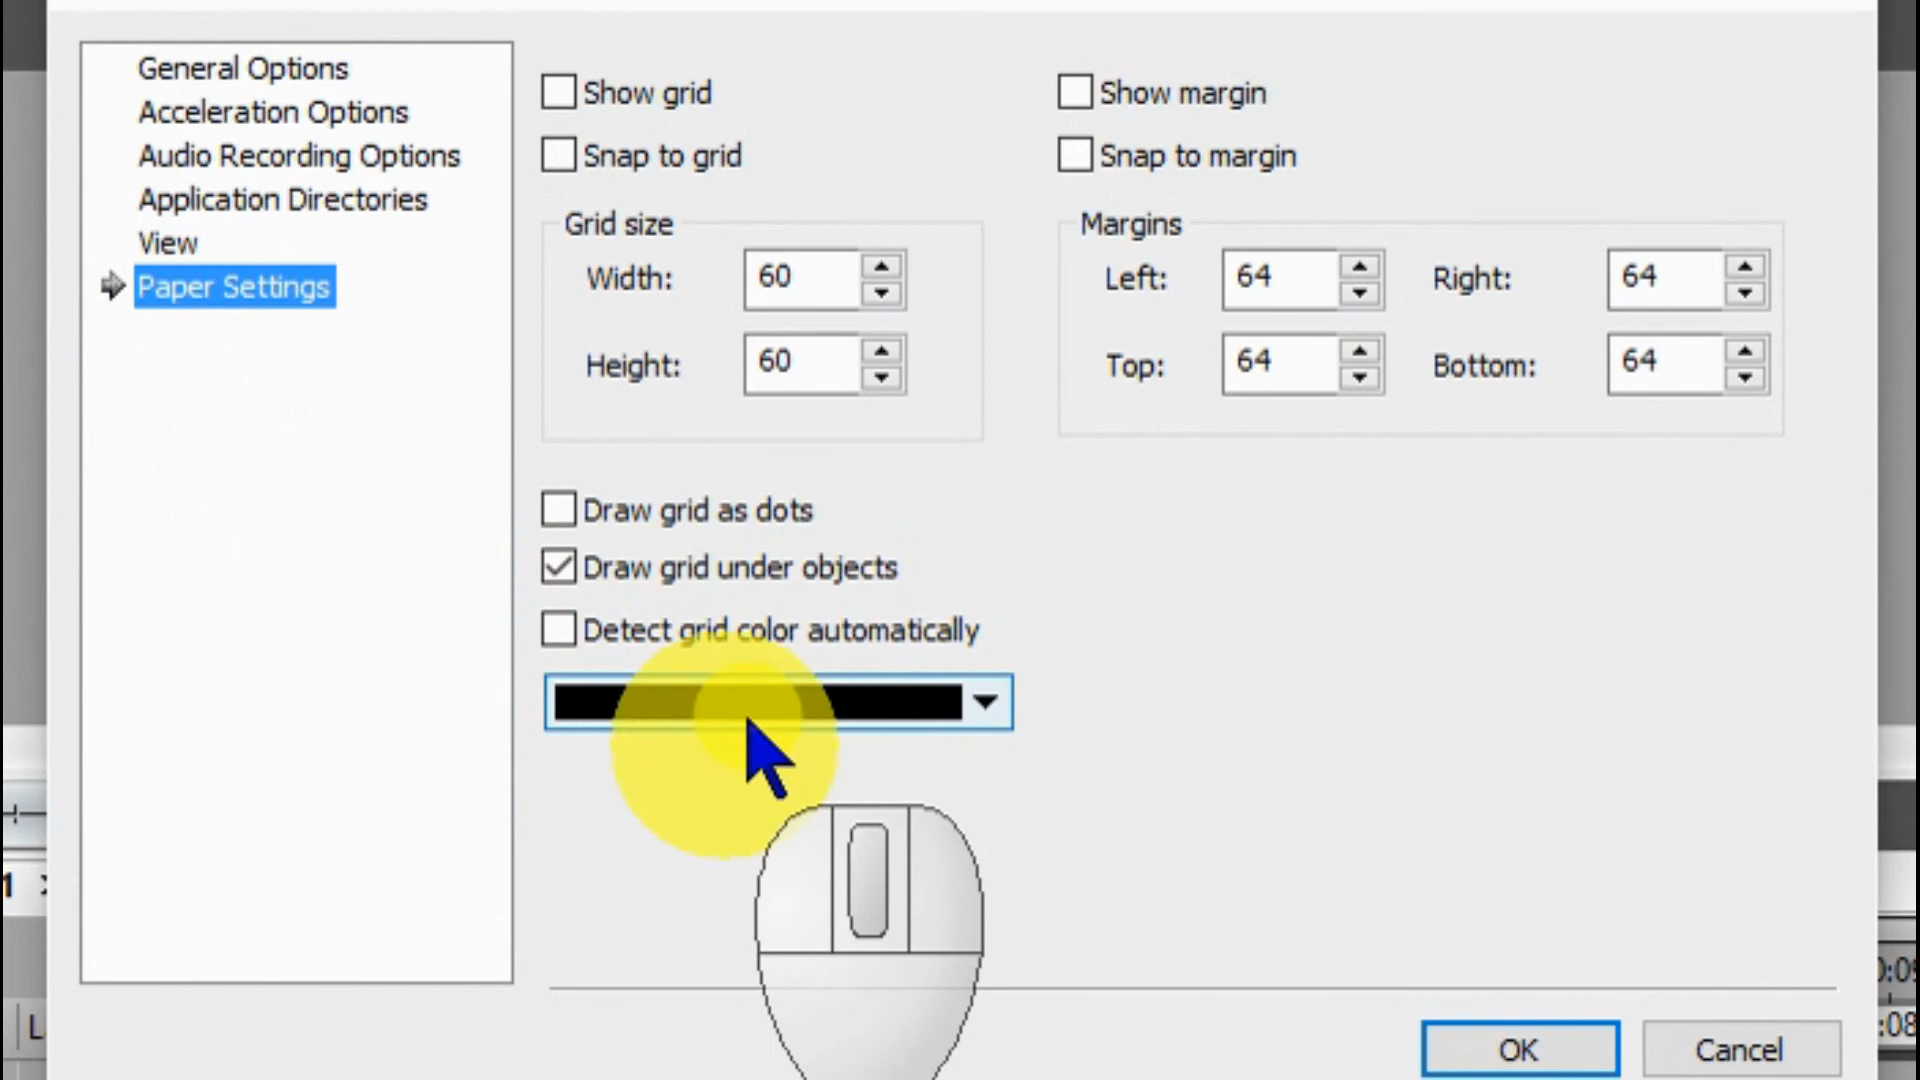 General Options
Acceleration Options
Audio Recording Options
Application Directories
View
Paper Settings
Show grid
Show margin
Snap to grid
Snap to margin
Grid size
Width: 60
Height: 60
Margins
Left: 64
Right: 64
Top: 64
Bottom: 64
Draw grid as dots
Draw grid under objects
Detect grid color automatically
OK
Cancel
1
L
:08